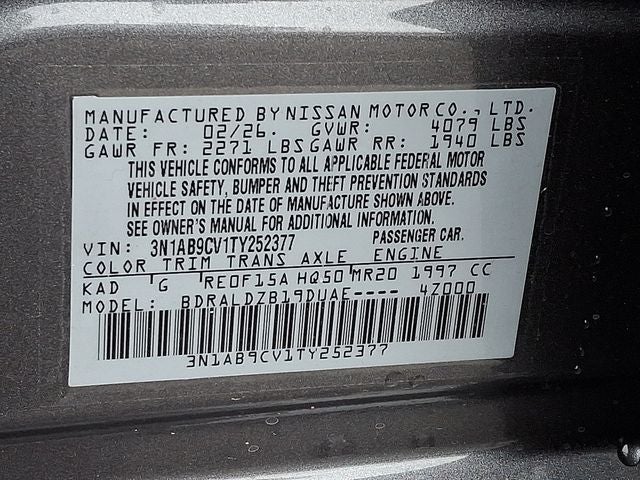 MANUFACTURED BY NISSAN MOTOR CO., LTD.
DATE: 02/26. GVWR: 4079 LBS
GAWR FR: 2271 LBS GAWR RR: 1940 LBS
THIS VEHICLE CONFORMS TO ALL APPLICABLE FEDERAL MOTOR
VEHICLE SAFETY, BUMPER AND THEFT PREVENTION STANDARDS
IN EFFECT ON THE DATE OF MANUFACTURE SHOWN ABOVE.
SEE OWNER'S MANUAL FOR ADDITIONAL INFORMATION.
VIN: 3N1AB9CV1TY252377 PASSENGER CAR.
COLOR TRIM TRANS AXLE ENGINE
KAD G RE0F15A HQ50 MR20 1997 CC
MODEL: BDRALDZB19DUAE---- 4Z000
3N1AB9CV1TY252377